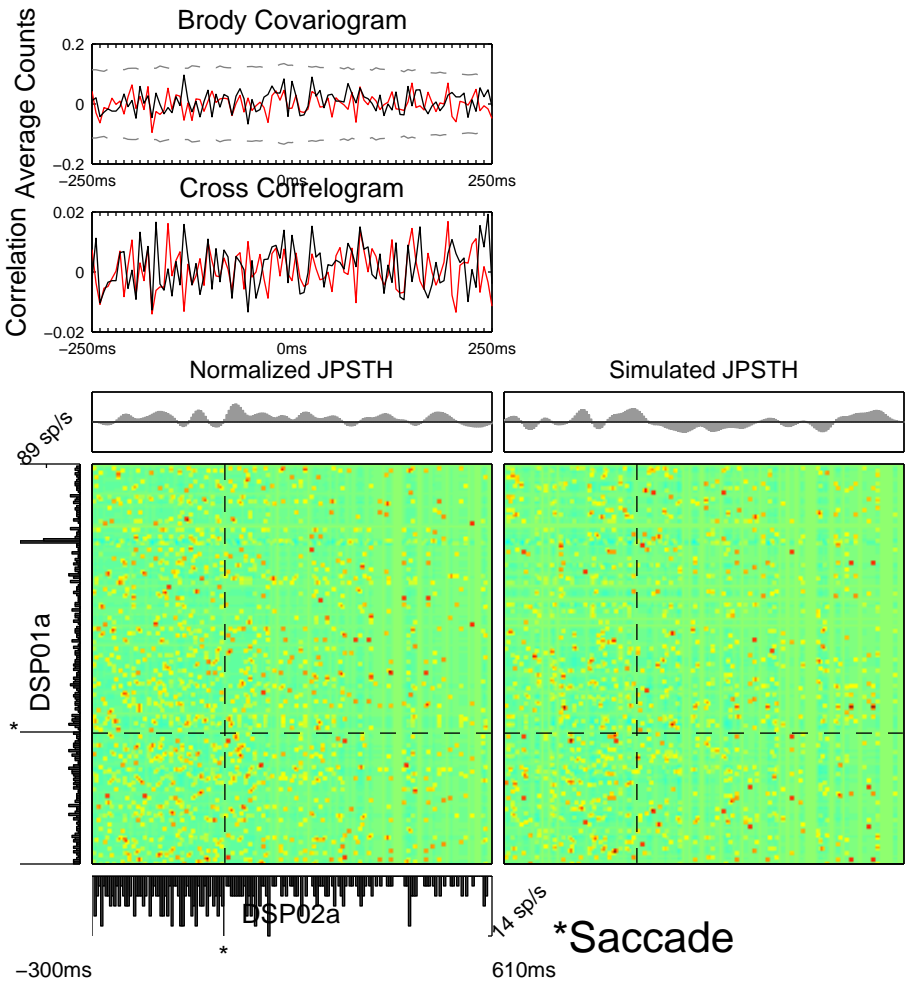 Brody Covariogram
Average Counts
0.2
0
−0.2
−250ms
0ms
250ms
Cross Correlogram
Correlation
0.02
0
−0.02
−250ms
0ms
250ms
Normalized JPSTH
Simulated JPSTH
89 sp/s
DSP01a
*
DSP02a
14 sp/s
*
*Saccade
−300ms
610ms